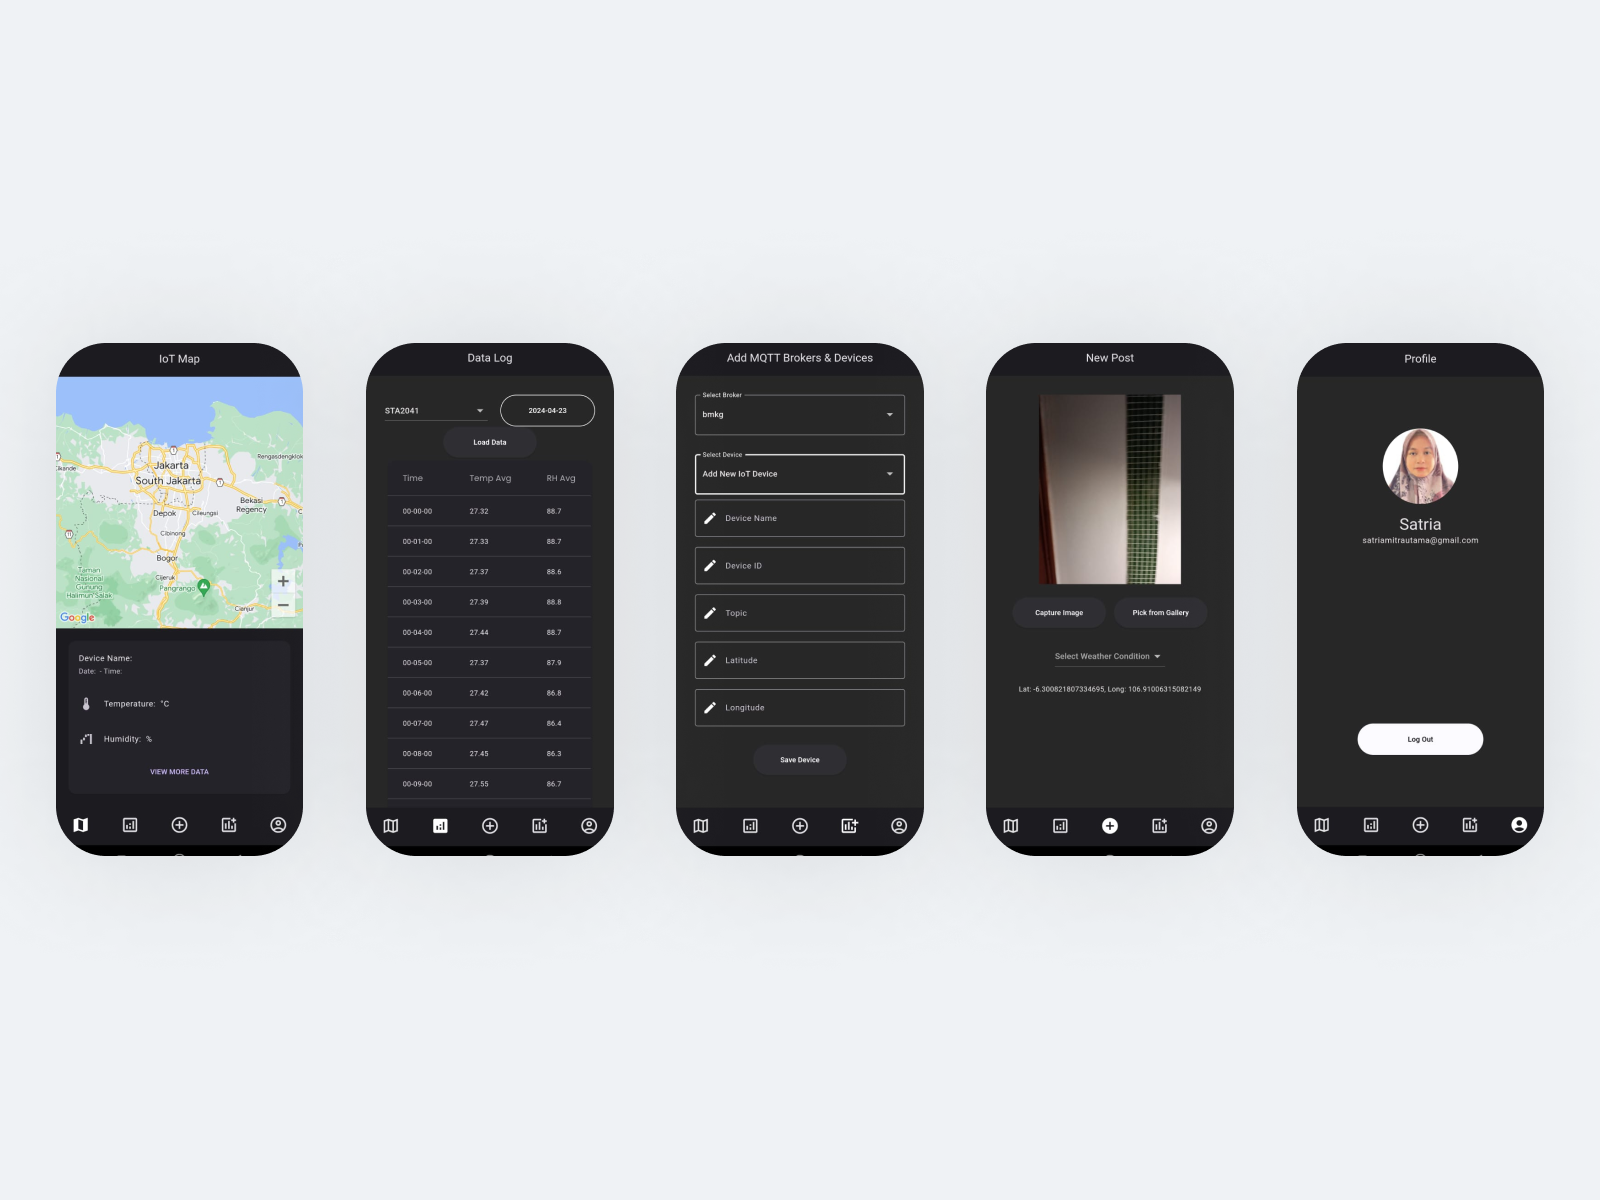 IoT Map
Cikande
Jakarta
South Jakarta
Rengasdengklok
Bekasi
Regency
Depok
Cileungsi
Cibinong
Bogor
Taman
Nasional
Gunung
Halimun Salak
Cijeruk
Pangrango
Cianjur
+
−
Google
Device Name:
Date: - Time:
Temperature: °C
Humidity: %
VIEW MORE DATA
Data Log
STA2041
2024-04-23
Load Data
Time Temp Avg RH Avg
00-00-00 27.32 88.7
00-01-00 27.33 88.7
00-02-00 27.37 88.6
00-03-00 27.39 88.8
00-04-00 27.44 88.7
00-05-00 27.37 87.9
00-06-00 27.42 86.8
00-07-00 27.47 86.4
00-08-00 27.45 86.3
00-09-00 27.55 86.7
Add MQTT Brokers & Devices
Select Broker
bmkg
Select Device
Add New IoT Device
Device Name
Device ID
Topic
Latitude
Longitude
Save Device
New Post
Capture Image
Pick from Gallery
Select Weather Condition
Lat: -6.300821807334695, Long: 106.91006315082149
Profile
Satria
satriamitrautama@gmail.com
Log Out